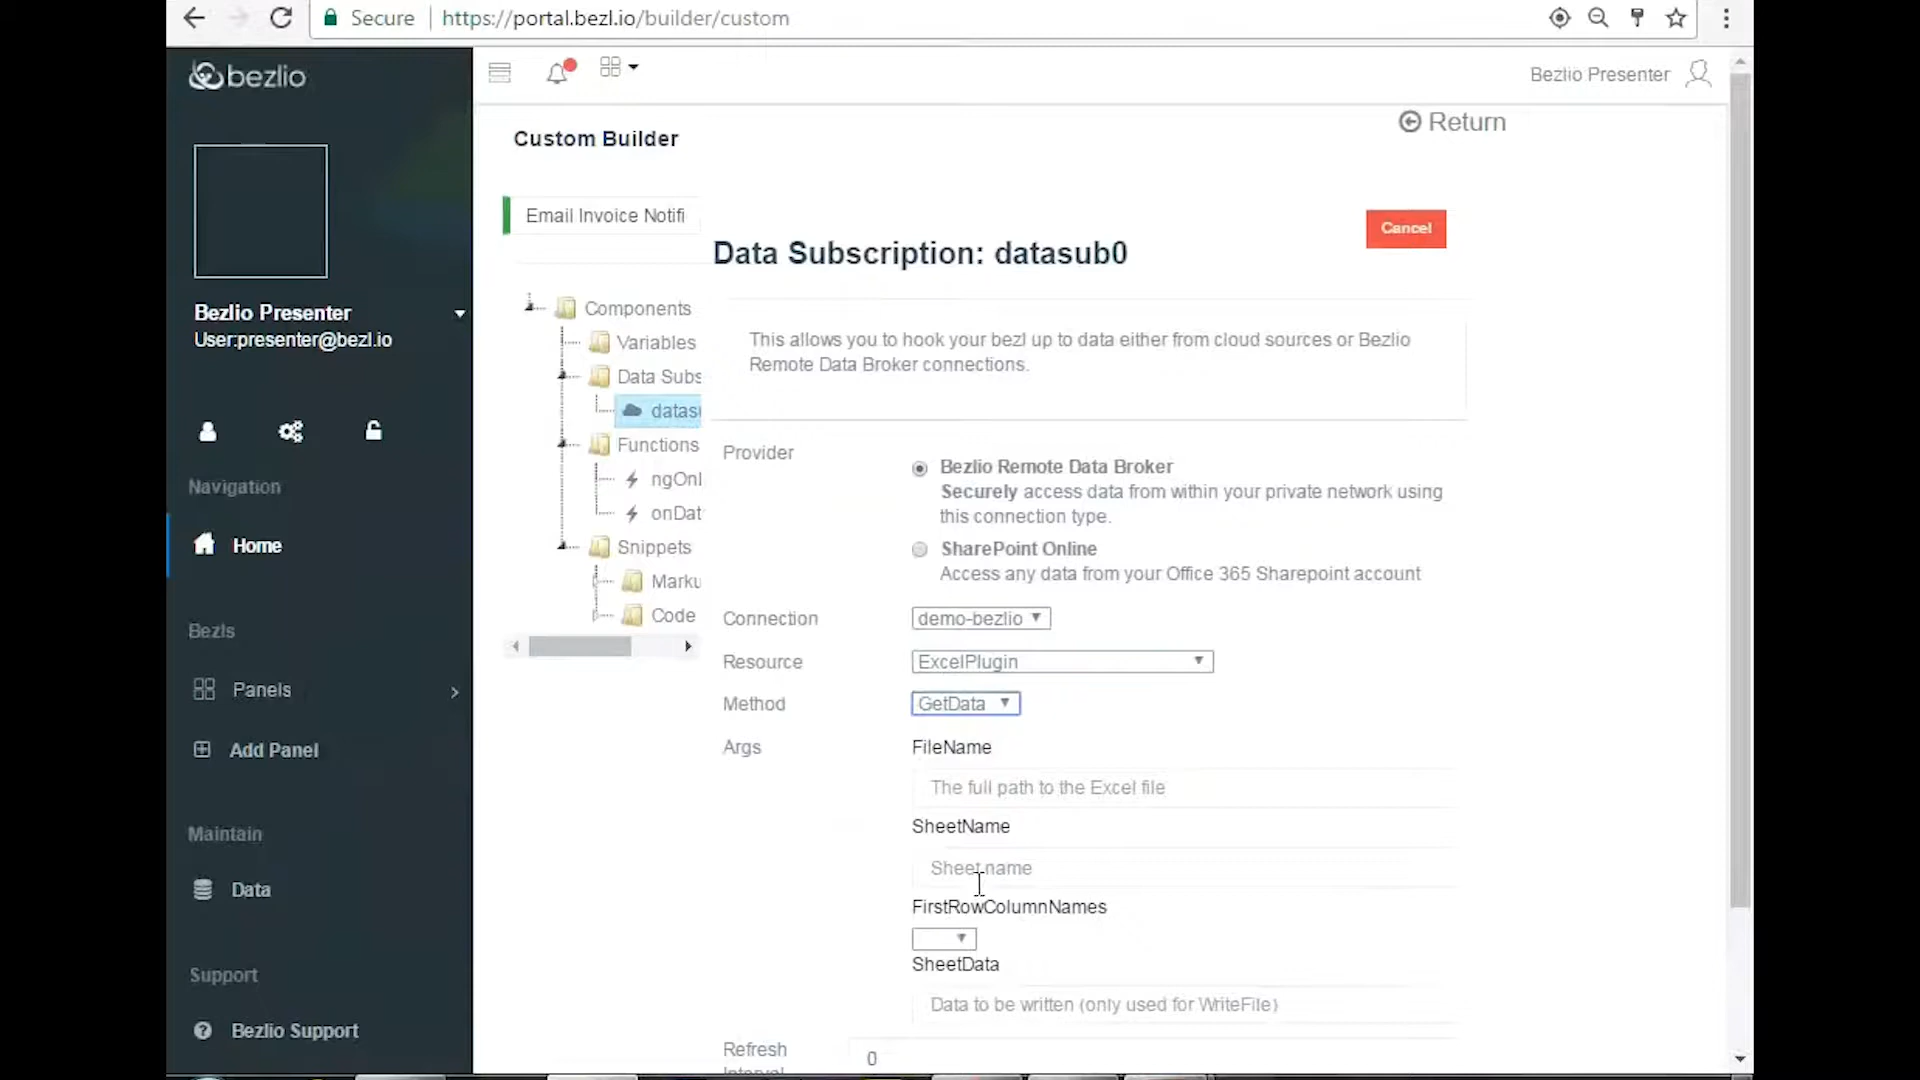 Secure https://portal.bezl.io/builder/custom
bezlio
Bezlio Presenter
Return
Custom Builder
Email Invoice Notifi
Cancel
Data Subscription: datasub0
Components
Variables
Data Subs
datasu
Functions
ngOnI
onDat
Snippets
Marku
Code
This allows you to hook your bezl up to data either from cloud sources or Bezlio
Remote Data Broker connections.
Provider
Bezlio Remote Data Broker
Securely access data from within your private network using
this connection type.
SharePoint Online
Access any data from your Office 365 Sharepoint account
Connection
demo-bezlio
Resource
ExcelPlugin
Method
GetData
Args
FileName
The full path to the Excel file
SheetName
Sheet name
FirstRowColumnNames
SheetData
Data to be written (only used for WriteFile)
Refresh
Interval
0
Bezlio Presenter
User:presenter@bezl.io
Navigation
Home
Bezls
Panels
Add Panel
Maintain
Data
Support
Bezlio Support